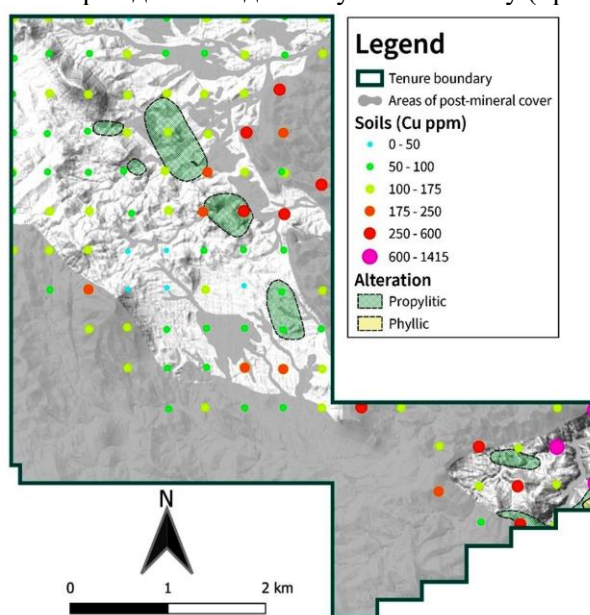 Legend
Tenure boundary
Areas of post-mineral cover
Soils (Cu ppm)
0 - 50
50 - 100
100 - 175
175 - 250
250 - 600
600 - 1415
Alteration
Propylitic
Phyllic
N
0 1 2 km